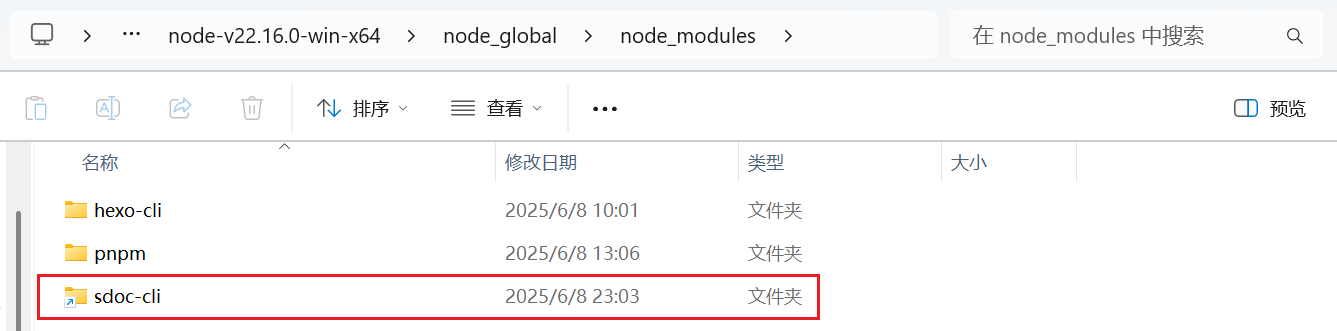 ··· node-v22.16.0-win-x64 > node_global > node_modules > 在 node_modules 中搜索
排序 查看 ··· 预览
名称 修改日期 类型 大小
hexo-cli 2025/6/8 10:01 文件夹
pnpm 2025/6/8 13:06 文件夹
sdoc-cli 2025/6/8 23:03 文件夹